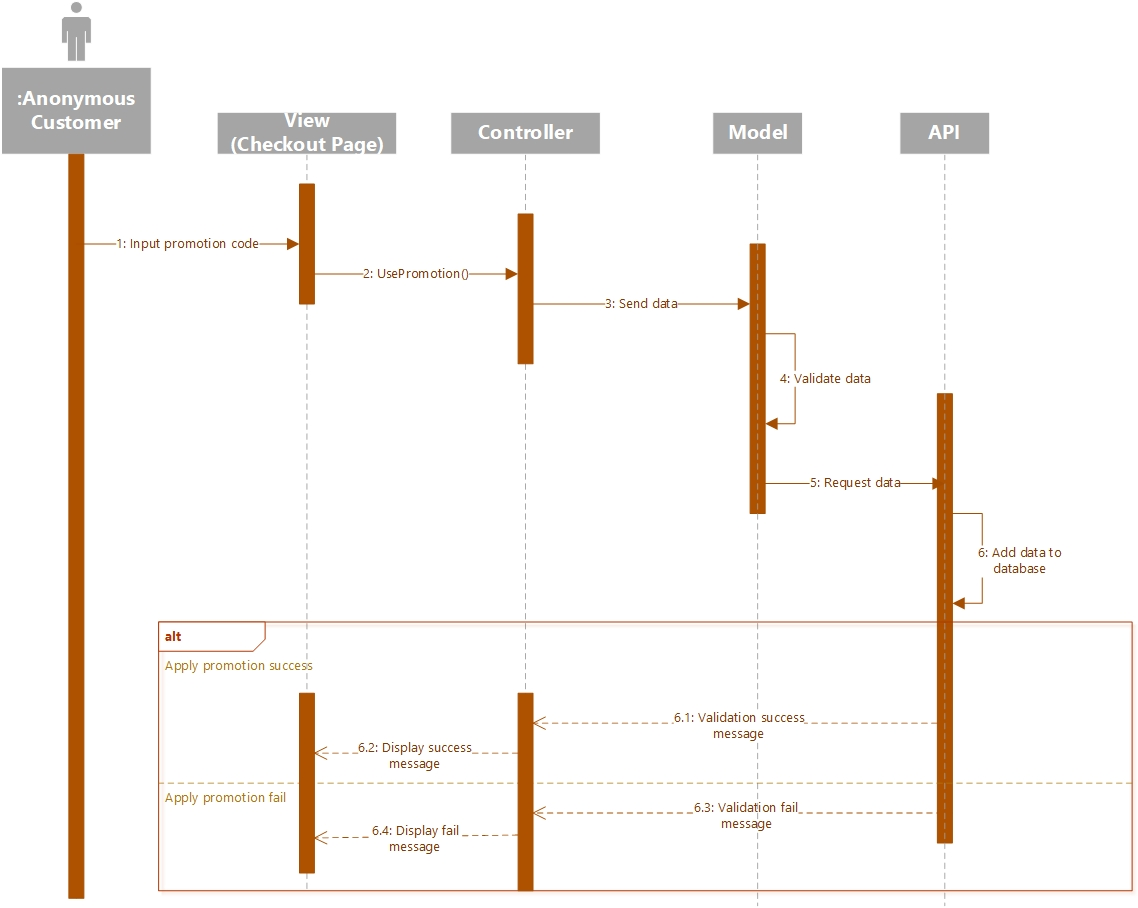 :Anonymous
Customer
View
(Checkout Page)
Controller
Model
API
1: Input promotion code
2: UsePromotion()
3: Send data
4: Validate data
5: Request data
6: Add data to
database
alt
Apply promotion success
6.1: Validation success
message
6.2: Display success
message
Apply promotion fail
6.3: Validation fail
message
6.4: Display fail
message